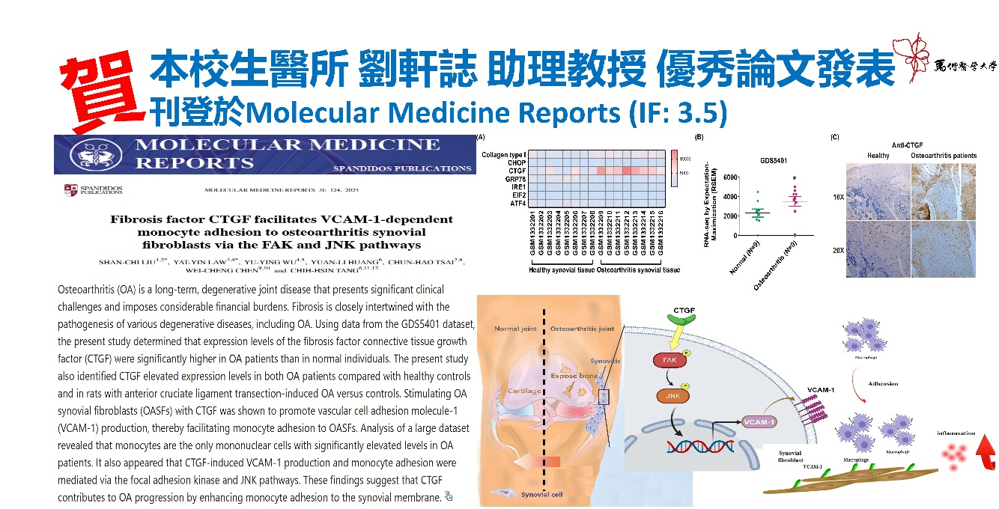 賀
本校生醫所 劉軒誌 助理教授 優秀論文發表
刊登於Molecular Medicine Reports (IF: 3.5)
馬偕醫學大學
MOLECULAR MEDICINE
REPORTS
SPANDIDOS PUBLICATIONS
SPANDIDOS
PUBLICATIONS
MOLECULAR MEDICINE REPORTS 31: 124, 2025
Fibrosis factor CTGF facilitates VCAM-1-dependent
monocyte adhesion to osteoarthritis synovial
fibroblasts via the FAK and JNK pathways
SHAN-CHI LIU1,2*, YAT-YIN LAW3,4*, YU-YING WU4,5, YUAN-LI HUANG6, CHUN-HAO TSAI7,8,
WEI-CHENG CHEN9,10 and CHIH-HSIN TANG6,11,12
Osteoarthritis (OA) is a long-term, degenerative joint disease that presents significant clinical
challenges and imposes considerable financial burdens. Fibrosis is closely intertwined with the
pathogenesis of various degenerative diseases, including OA. Using data from the GDS5401 dataset,
the present study determined that expression levels of the fibrosis factor connective tissue growth
factor (CTGF) were significantly higher in OA patients than in normal individuals. The present study
also identified CTGF elevated expression levels in both OA patients compared with healthy controls
and in rats with anterior cruciate ligament transection-induced OA versus controls. Stimulating OA
synovial fibroblasts (OASFs) with CTGF was shown to promote vascular cell adhesion molecule-1
(VCAM-1) production, thereby facilitating monocyte adhesion to OASFs. Analysis of a large dataset
revealed that monocytes are the only mononuclear cells with significantly elevated levels in OA
patients. It also appeared that CTGF-induced VCAM-1 production and monocyte adhesion were
mediated via the focal adhesion kinase and JNK pathways. These findings suggest that CTGF
contributes to OA progression by enhancing monocyte adhesion to the synovial membrane.
(A)
Collagen type I
CHOP
CTGF
GRP78
IRE1
EIF2
ATF4
10000
5000
GSM1332201
GSM1332202
GSM1332203
GSM1332204
GSM1332205
GSM1332206
GSM1332207
GSM1332208
GSM1332209
GSM1332210
GSM1332211
GSM1332212
GSM1332213
GSM1332214
GSM1332215
GSM1332216
Healthy synovial tissue
Osteoarthritis synovial tissue
(B)
GDS5401
RNA-seq by Expectation-
Maximization (RSEM)
6000
4000
2000
0
*
Normal (N=9)
Osteoarthritis (N=9)
(C)
Anti-CTGF
Healthy
Osteoarthritis patients
10X
20X
Normal joint
Osteoarthritis joint
Synovitis
Expose bone
Cartilage
Synovial cell
CTGF
FAK
P
JNK
P
VCAM-1
VCAM-1
Macrophage
Adhension
Macrophage
Macrophage
inflammation
Synovial
fibroblast
VCAM-1